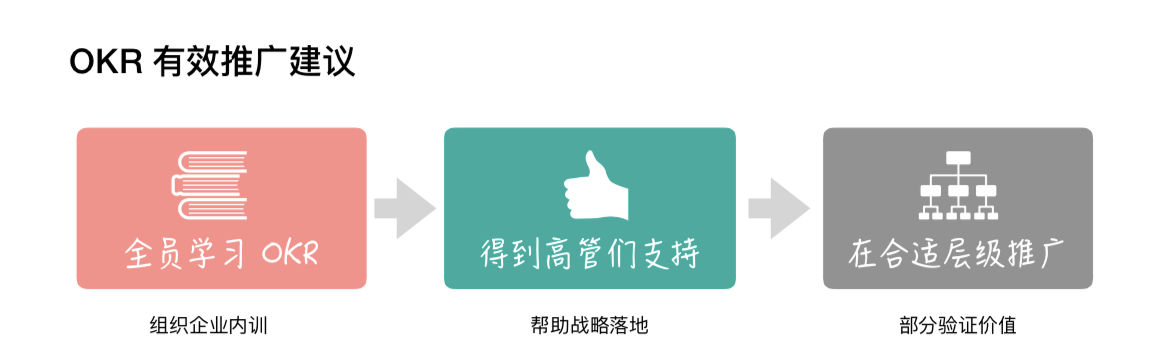 OKR 有效推广建议
全员学习 OKR
得到高管们支持
在合适层级推广
组织企业内训
帮助战略落地
部分验证价值